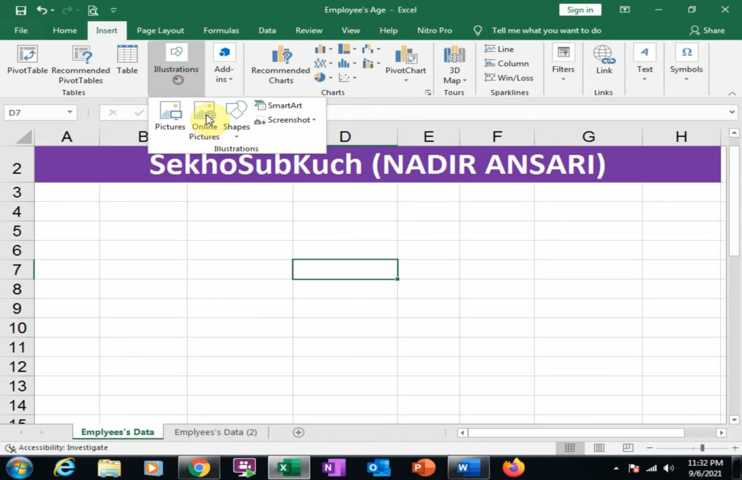 Employee's Age - Excel
Sign in
File Home Insert Page Layout Formulas Data Review View Help Nitro Pro Tell me what you want to do Share
PivotTable Recommended PivotTables Table
Tables
Illustrations
Add-ins
Recommended Charts
PivotChart
Charts
3D Map
Tours
Line
Column
Win/Loss
Sparklines
Filters
Link
Links
Text
Symbols
D7
Pictures Online Pictures Shapes
SmartArt
Screenshot
Illustrations
A B D E F G H
2 SekhoSubKuch (NADIR ANSARI)
3
4
5
6
7
8
9
10
11
12
13
14
15
Emplyees's Data Emplyees's Data (2)
Accessibility: Investigate
11:32 PM
9/6/2021